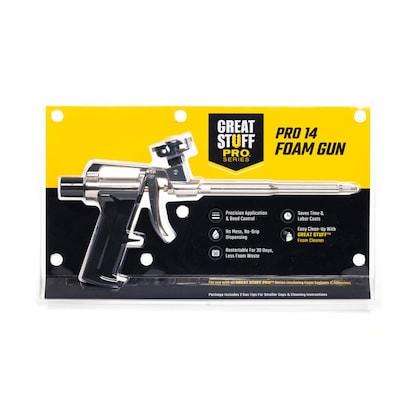 GREAT
STUFF
PRO
SERIES
PRO 14
FOAM GUN
Precision Application
& Bead Control
No Mess, No-Drip
Dispensing
Restartable For 30 Days,
Less Foam Waste
Saves Time &
Labor Costs
Easy Clean-Up With
GREAT STUFF™
Foam Cleaner
For use with all GREAT STUFF PRO™ Series Insulating Foam Sealants & Adhesives
Package Includes 2 Gun Tips For Smaller Gaps & Cleaning Instructions